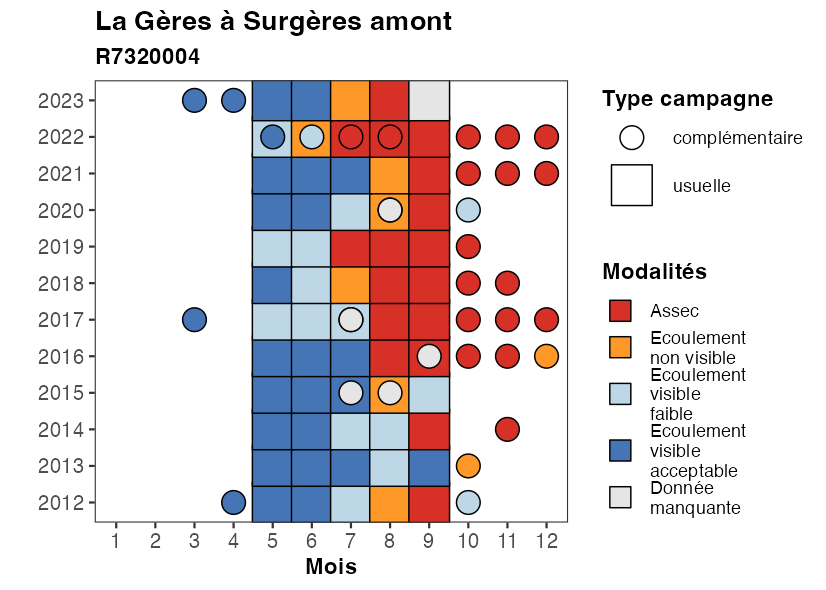 La Gères à Surgères amont
R7320004
2023
2022
2021
2020
2019
2018
2017
2016
2015
2014
2013
2012
1 2 3 4 5 6 7 8 9 10 11 12
Mois
Type campagne
complémentaire
usuelle
Modalités
Assec
Ecoulement
non visible
Ecoulement
visible
faible
Ecoulement
visible
acceptable
Donnée
manquante